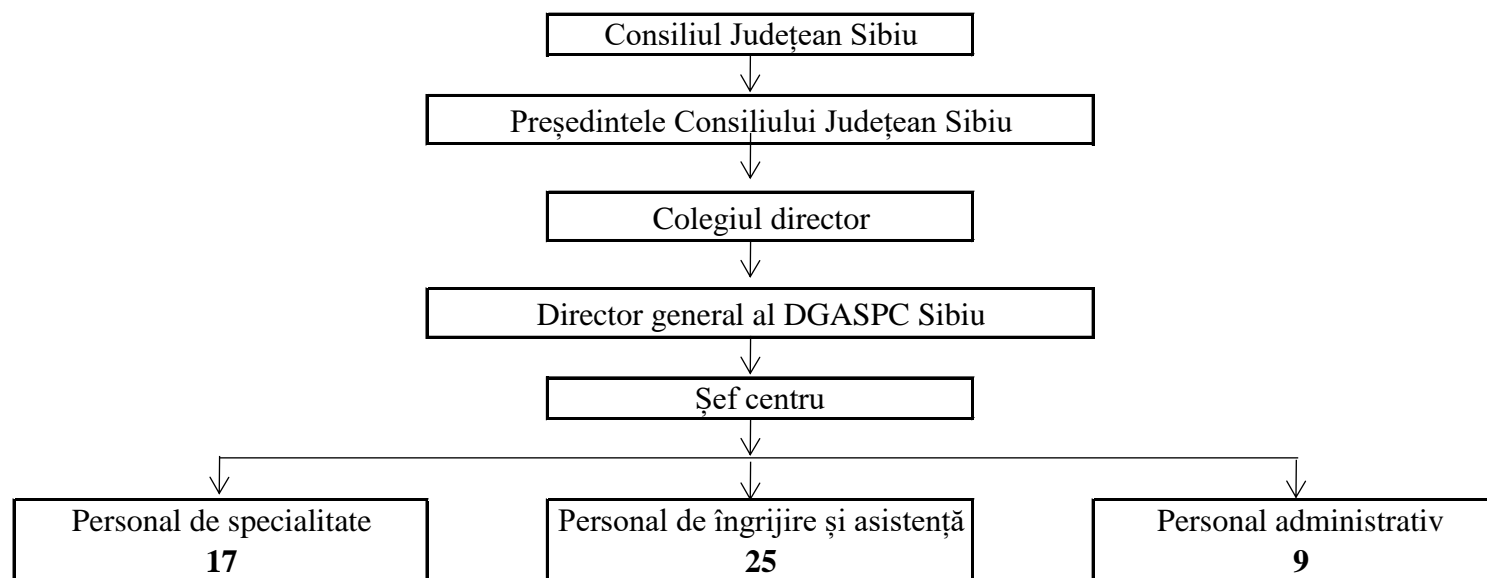 Consiliul Județean Sibiu
Președintele Consiliului Județean Sibiu
Colegiul director
Director general al DGASPC Sibiu
Șef centru
Personal de specialitate
17
Personal de îngrijire și asistență
25
Personal administrativ
9